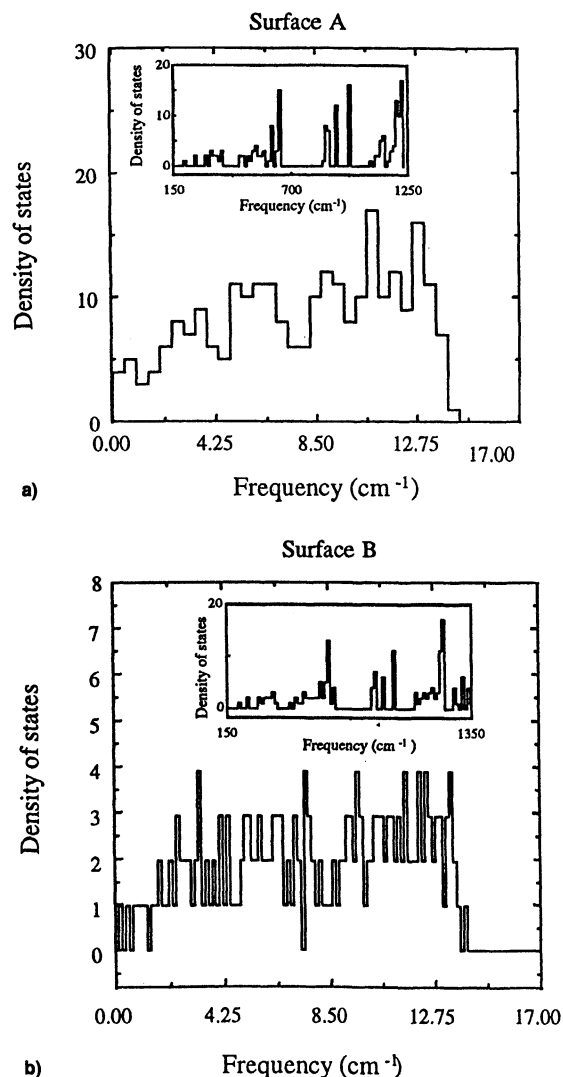 Surface A
30
20
10
0
Density of states
20
10
0
Density of states
150
700
1250
Frequency (cm-1)
0.00
4.25
8.50
12.75
17.00
a)
Frequency (cm -1)
Surface B
8
7
6
5
4
3
2
1
0
Density of states
20
0
Density of states
150
1350
Frequency (cm -1 )
0.00
4.25
8.50
12.75
17.00
b)
Frequency (cm -1)